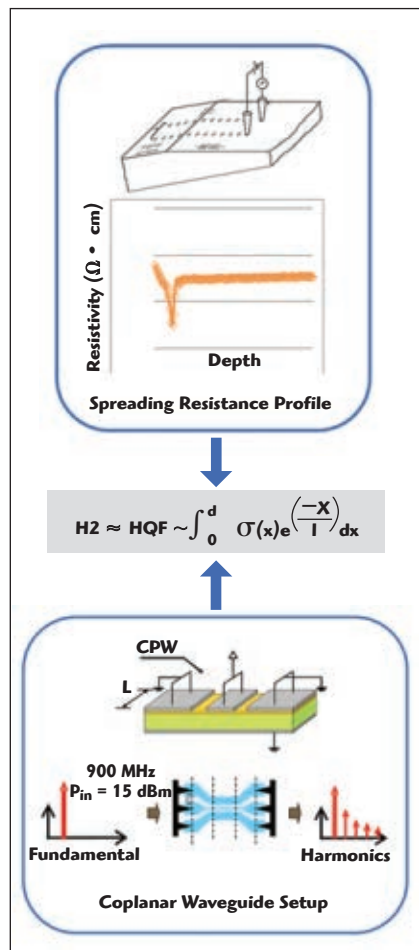 Resistivity (Ω • cm)
Depth
Spreading Resistance Profile
H2 ≈ HQF ~ ∫₀ᵈ σ(x)e^(−X/l) dx
CPW
L
900 MHz
Pin = 15 dBm
Fundamental
Harmonics
Coplanar Waveguide Setup